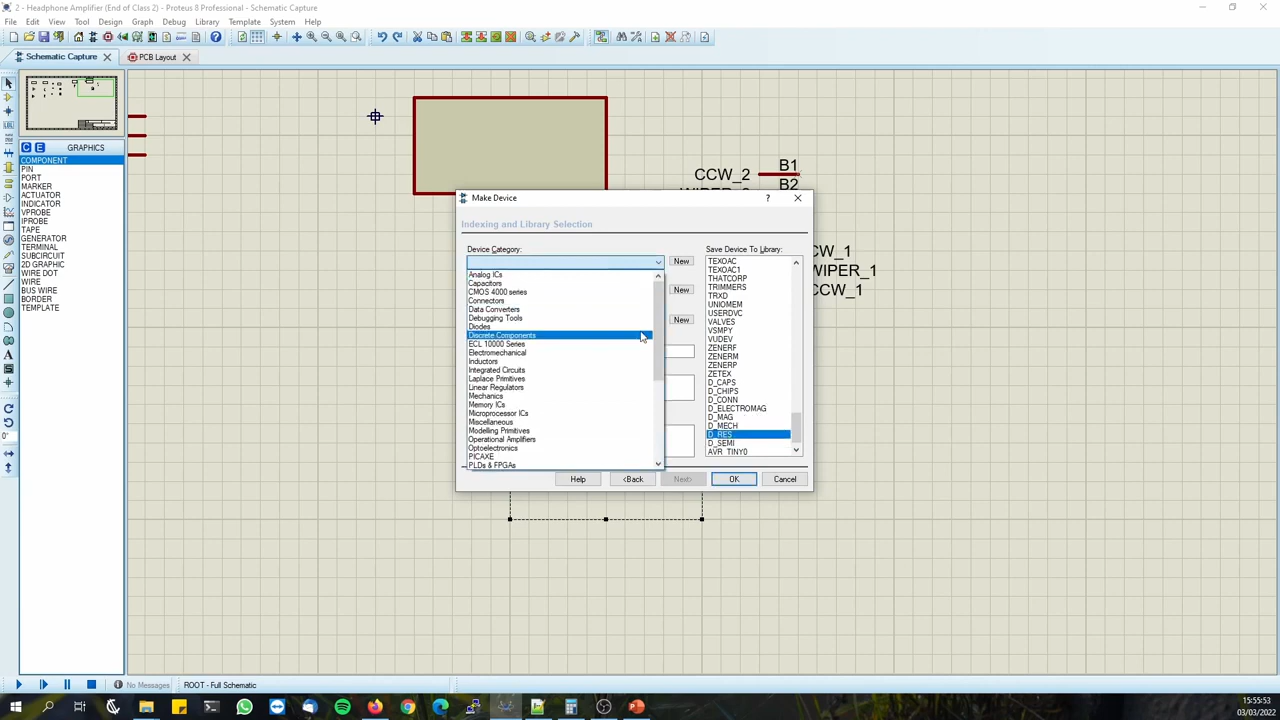 2 - Headphone Amplifier (End of Class 2) - Proteus 8 Professional - Schematic Capture
File Edit View Tool Design Graph Debug Library Template System Help
Schematic Capture
PCB Layout
LBL
C E GRAPHICS
COMPONENT
PIN
PORT
MARKER
ACTUATOR
INDICATOR
VPROBE
IPROBE
TAPE
GENERATOR
TERMINAL
SUBCIRCUIT
2D GRAPHIC
WIRE DOT
WIRE
BUS WIRE
BORDER
TEMPLATE
A
0°
CCW_2
B1
B2
CW_1
WIPER_1
CCW_1
Make Device
?
Indexing and Library Selection
Device Category:
New
New
New
Analog ICs
Capacitors
CMOS 4000 series
Connectors
Data Converters
Debugging Tools
Diodes
Discrete Components
ECL 10000 Series
Electromechanical
Inductors
Integrated Circuits
Laplace Primitives
Linear Regulators
Mechanics
Memory ICs
Microprocessor ICs
Miscellaneous
Modelling Primitives
Operational Amplifiers
Optoelectronics
PICAXE
PLDs & FPGAs
Save Device To Library:
TEXOAC
TEXOAC1
THATCORP
TRIMMERS
TRXD
UNIOMEM
USERDVC
VALVES
VSMPY
VUDEV
ZENERF
ZENERM
ZENERP
ZETEX
D_CAPS
D_CHIPS
D_CONN
D_ELECTROMAG
D_MAG
D_MECH
D_RES
D_SEMI
AVR_TINY0
Help
<Back
Next>
OK
Cancel
No Messages
ROOT - Full Schematic
15:55:53
03/03/2022